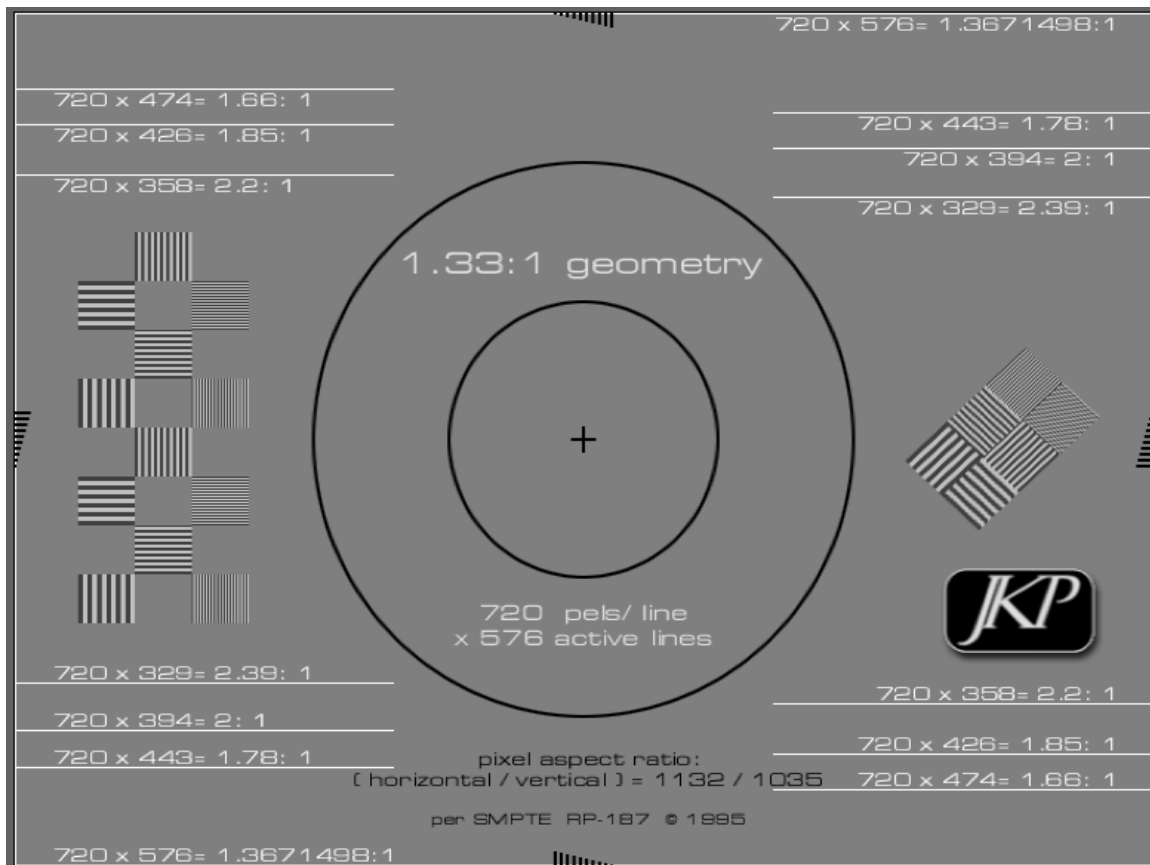 720 x 576= 1.3671498:1
720 x 474= 1.66: 1
720 x 443= 1.78: 1
720 x 426= 1.85: 1
720 x 394= 2: 1
720 x 358= 2.2: 1
720 x 329= 2.39: 1
1.33:1 geometry
JKP
720 pels/ line
x 576 active lines
720 x 329= 2.39: 1
720 x 358= 2.2: 1
720 x 394= 2: 1
720 x 426= 1.85: 1
720 x 443= 1.78: 1
pixel aspect ratio:
( horizontal / vertical ) = 1132 / 1035
720 x 474= 1.66: 1
per SMPTE RP-187 © 1995
720 x 576= 1.3671498:1